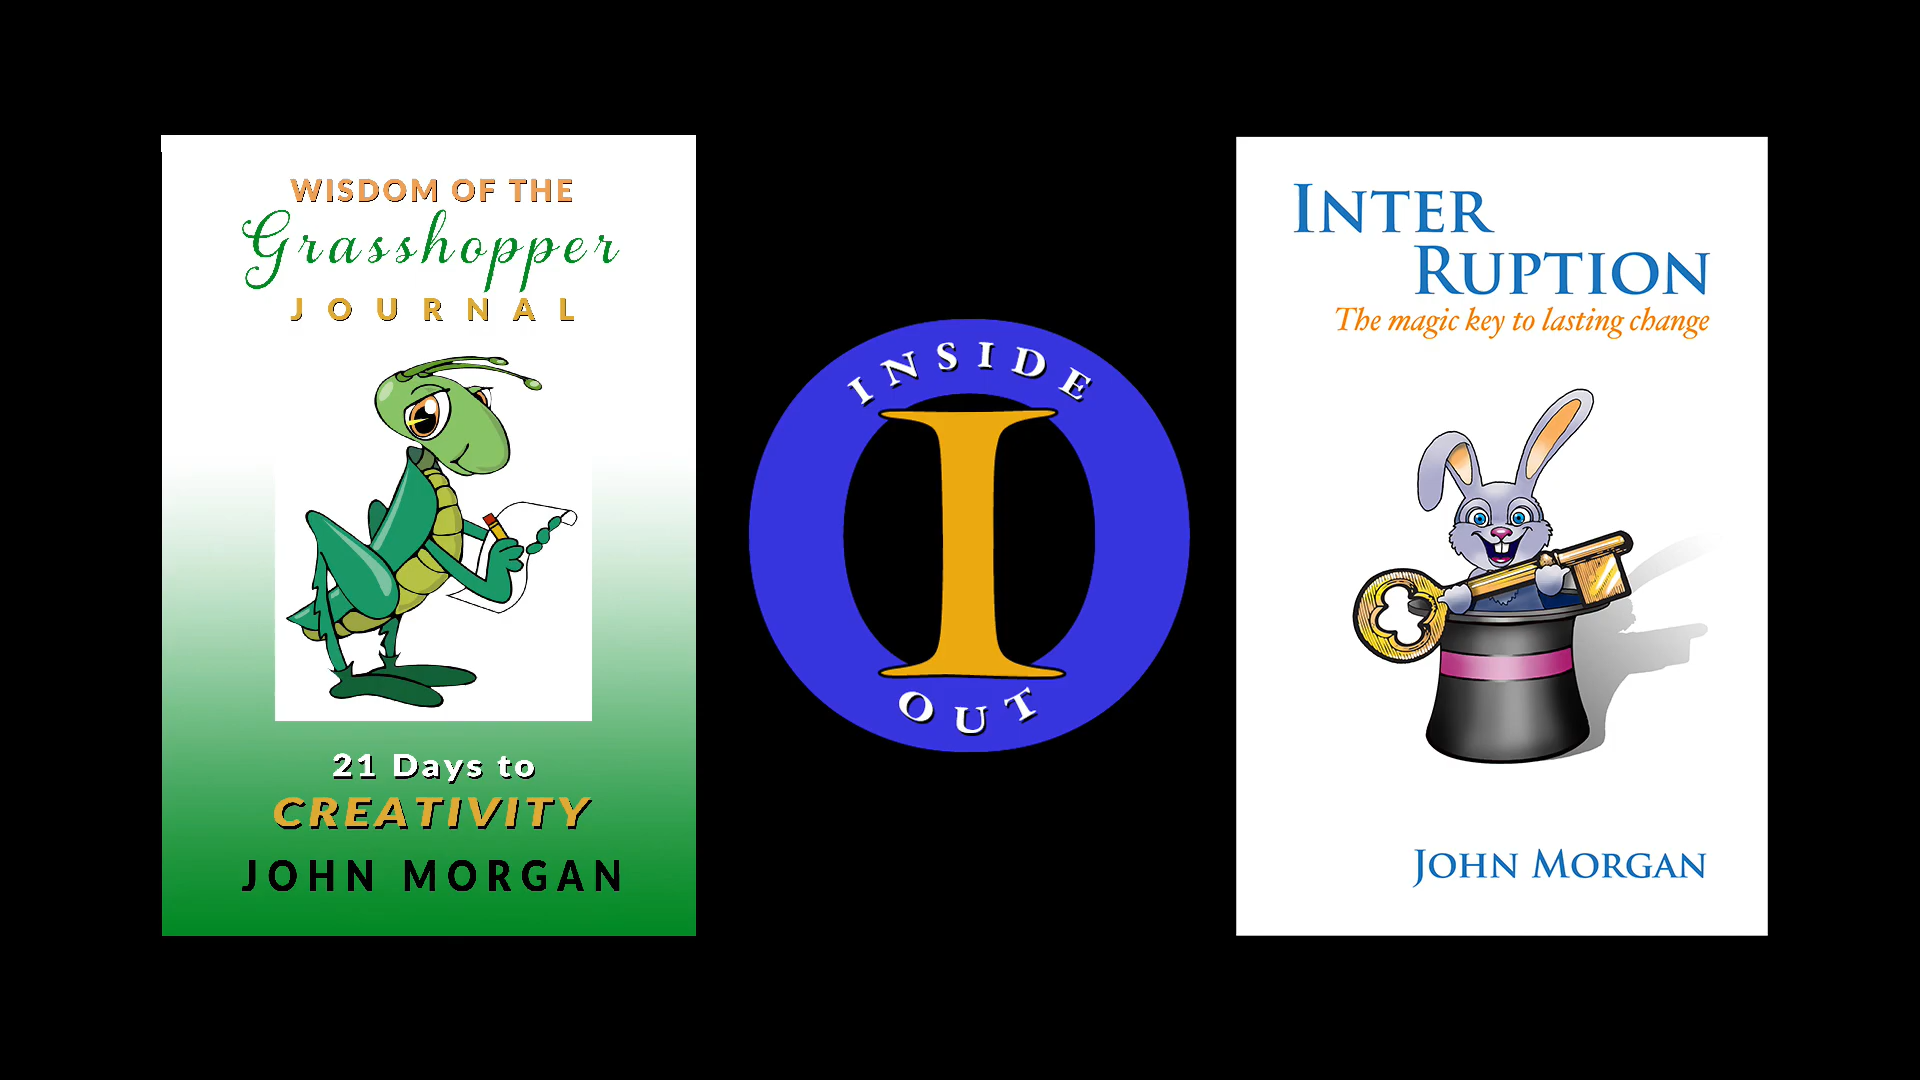 WISDOM OF THE
Grasshopper
JOURNAL
21 Days to
CREATIVITY
JOHN MORGAN
INSIDE
I
OUT
INTER
RUPTION
The magic key to lasting change
JOHN MORGAN